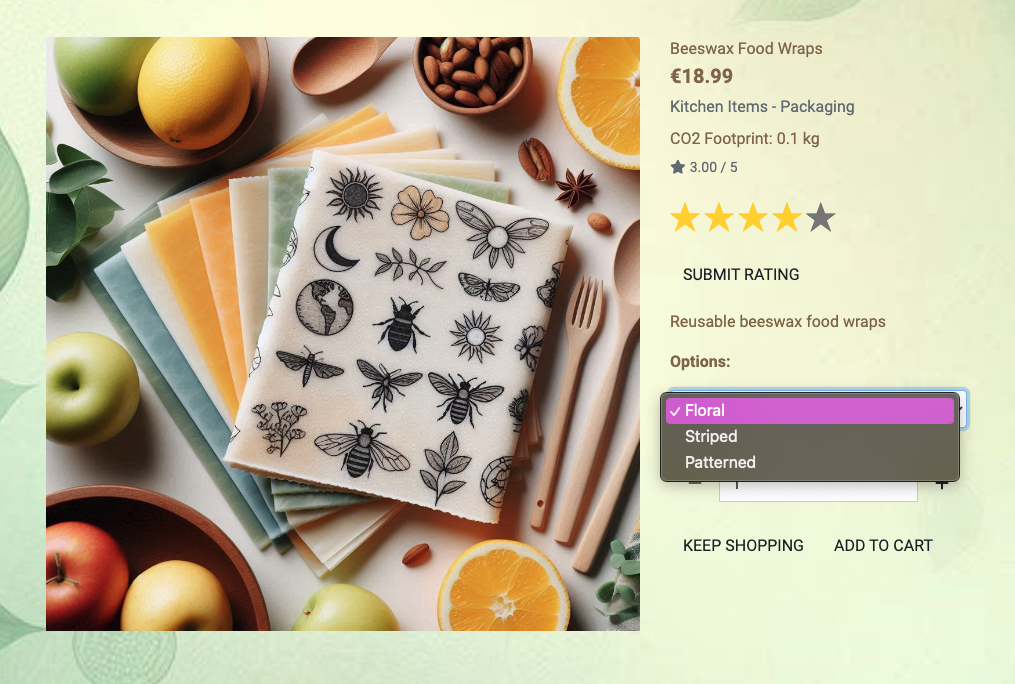 Beeswax Food Wraps
€18.99
Kitchen Items - Packaging
CO2 Footprint: 0.1 kg
3.00 / 5
SUBMIT RATING
Reusable beeswax food wraps
Options:
✓ Floral
Striped
Patterned
KEEP SHOPPING ADD TO CART